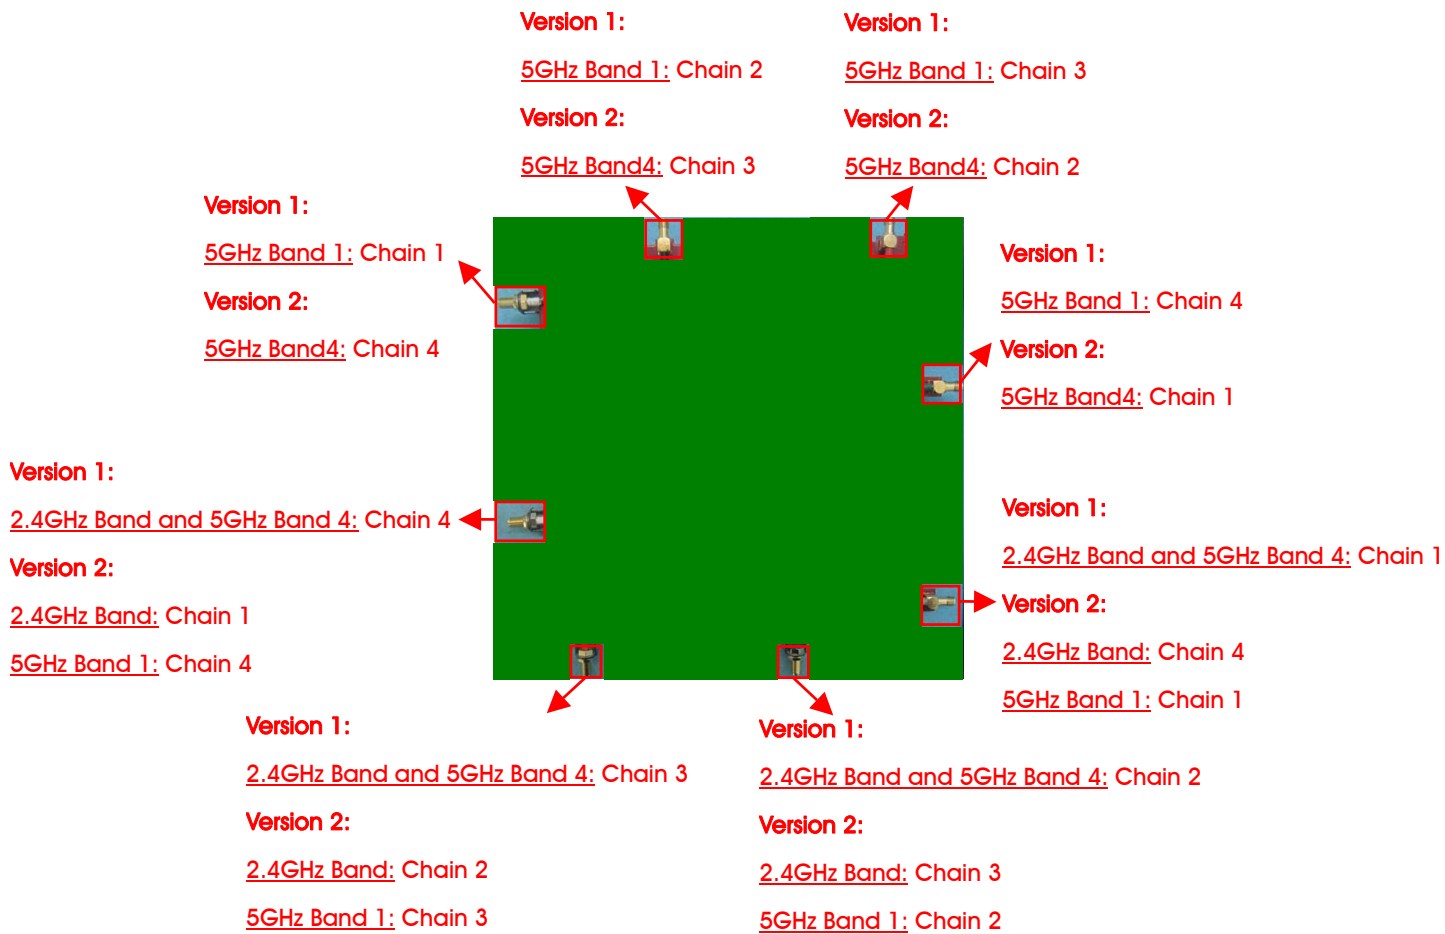 Version 1:
5GHz Band 1: Chain 2
Version 2:
5GHz Band4: Chain 3
Version 1:
5GHz Band 1: Chain 3
Version 2:
5GHz Band4: Chain 2
Version 1:
5GHz Band 1: Chain 1
Version 2:
5GHz Band4: Chain 4
Version 1:
5GHz Band 1: Chain 4
Version 2:
5GHz Band4: Chain 1
Version 1:
2.4GHz Band and 5GHz Band 4: Chain 4
Version 2:
2.4GHz Band: Chain 1
5GHz Band 1: Chain 4
Version 1:
2.4GHz Band and 5GHz Band 4: Chain 1
Version 2:
2.4GHz Band: Chain 4
5GHz Band 1: Chain 1
Version 1:
2.4GHz Band and 5GHz Band 4: Chain 3
Version 2:
2.4GHz Band: Chain 2
5GHz Band 1: Chain 3
Version 1:
2.4GHz Band and 5GHz Band 4: Chain 2
Version 2:
2.4GHz Band: Chain 3
5GHz Band 1: Chain 2